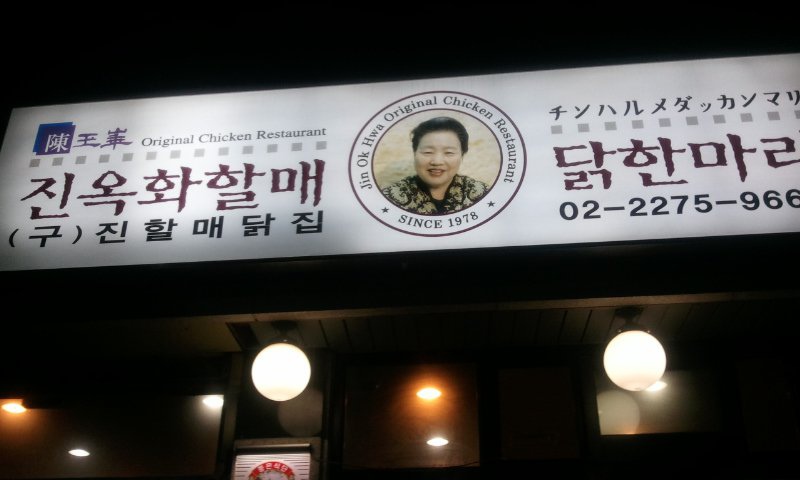 陳玉華 Original Chicken Restaurant
진옥화할매
(구)진할매닭집
Jin Ok Hwa Original Chicken Restaurant
★ SINCE 1978 ★
チンハルメダッカンマリ
닭한마리
02-2275-966